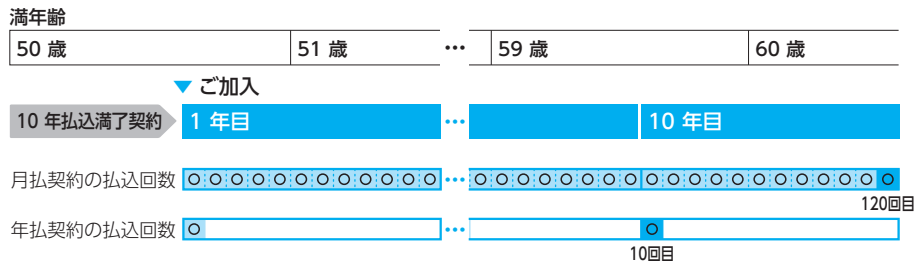 満年齢
50 歳 51 歳 … 59 歳 60 歳
▼ ご加入
10 年払込満了契約 1 年目 … 10 年目
月払契約の払込回数 ○○○○○○○○○○○○…○○○○○○○○○○○○○○○○○○○○
120回目
年払契約の払込回数 ○ … ○
10回目